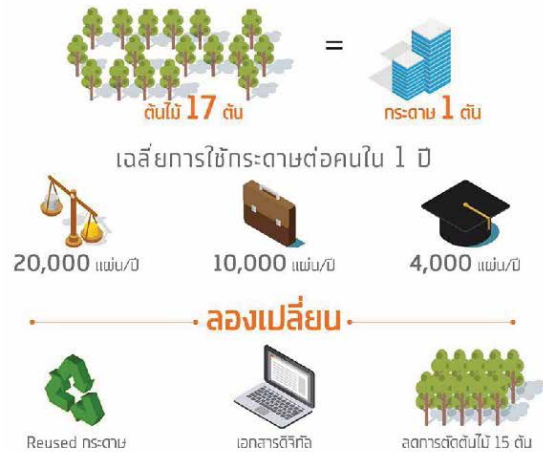 =
ต้นไม้ 17 ต้น
กระดาษ 1 ตัน
เฉลี่ยการใช้กระดาษต่อคนใน 1 ปี
20,000 แผ่น/ปี
10,000 แผ่น/ปี
4,000 แผ่น/ปี
ลองเปลี่ยน
Reused กระดาษ
เอกสารดิจิทัล
ลดการตัดต้นไม้ 15 ต้น